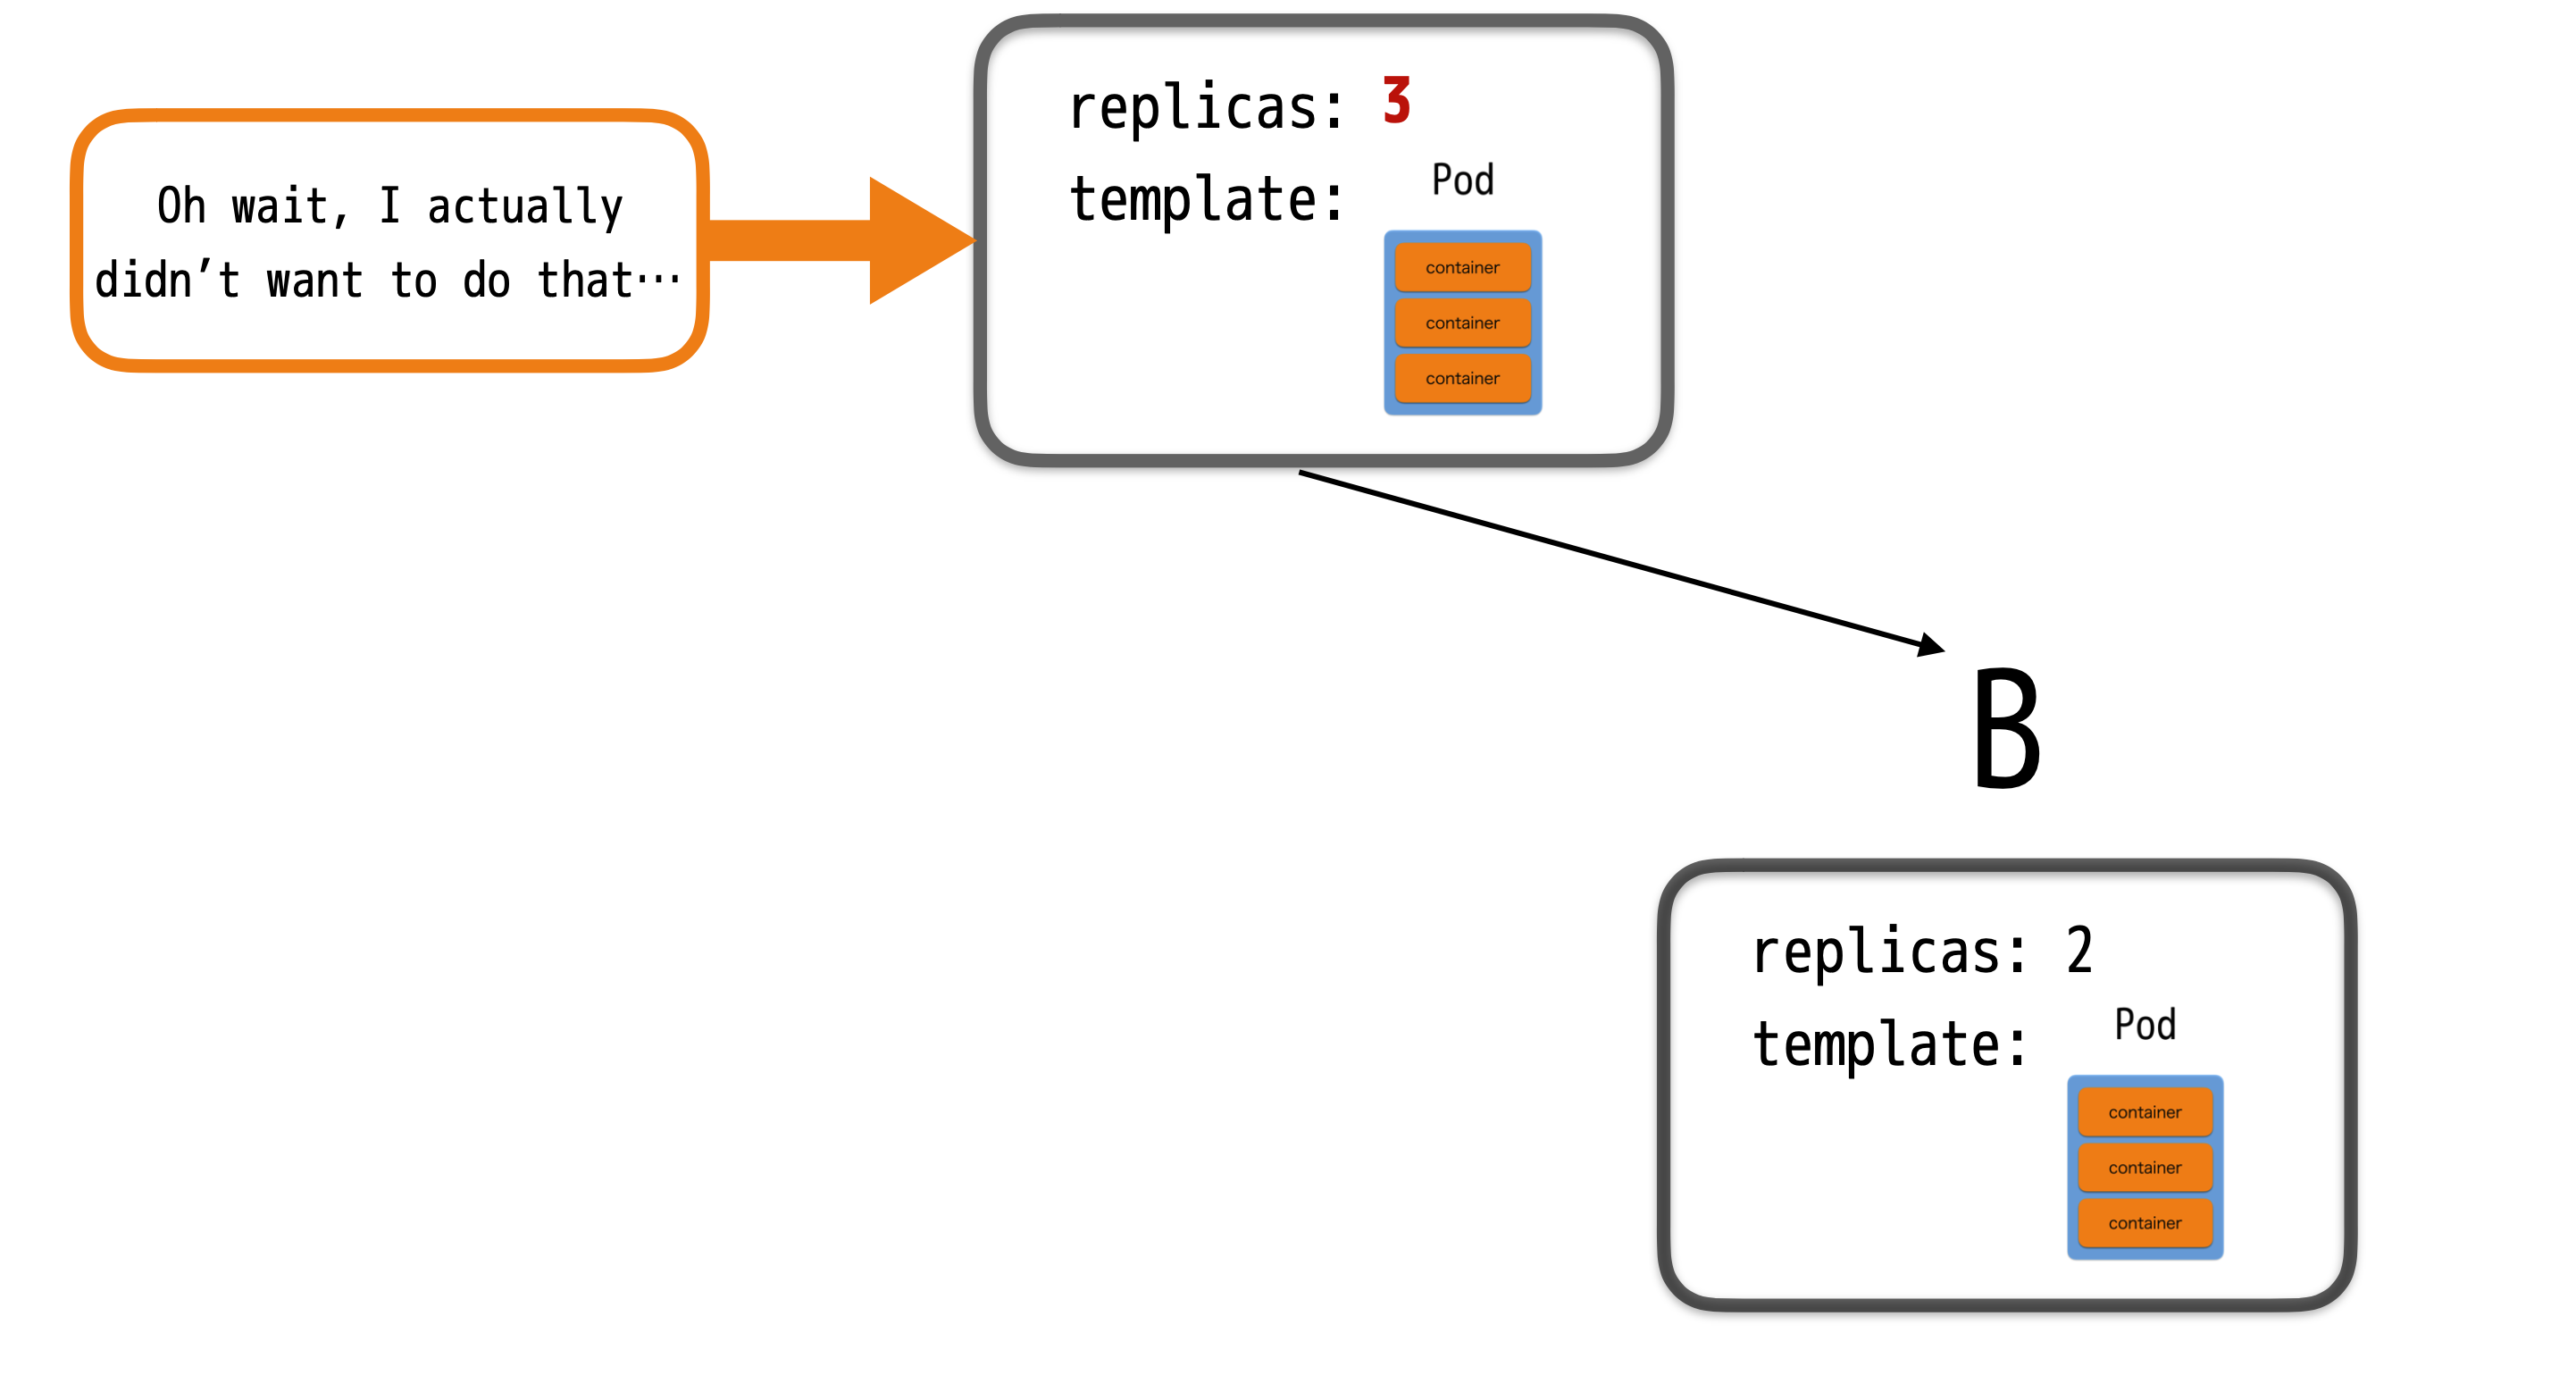 Oh wait, I actually
didn’t want to do that…
replicas: 3
template:
Pod
container
container
container
B
replicas: 2
template:
Pod
container
container
container